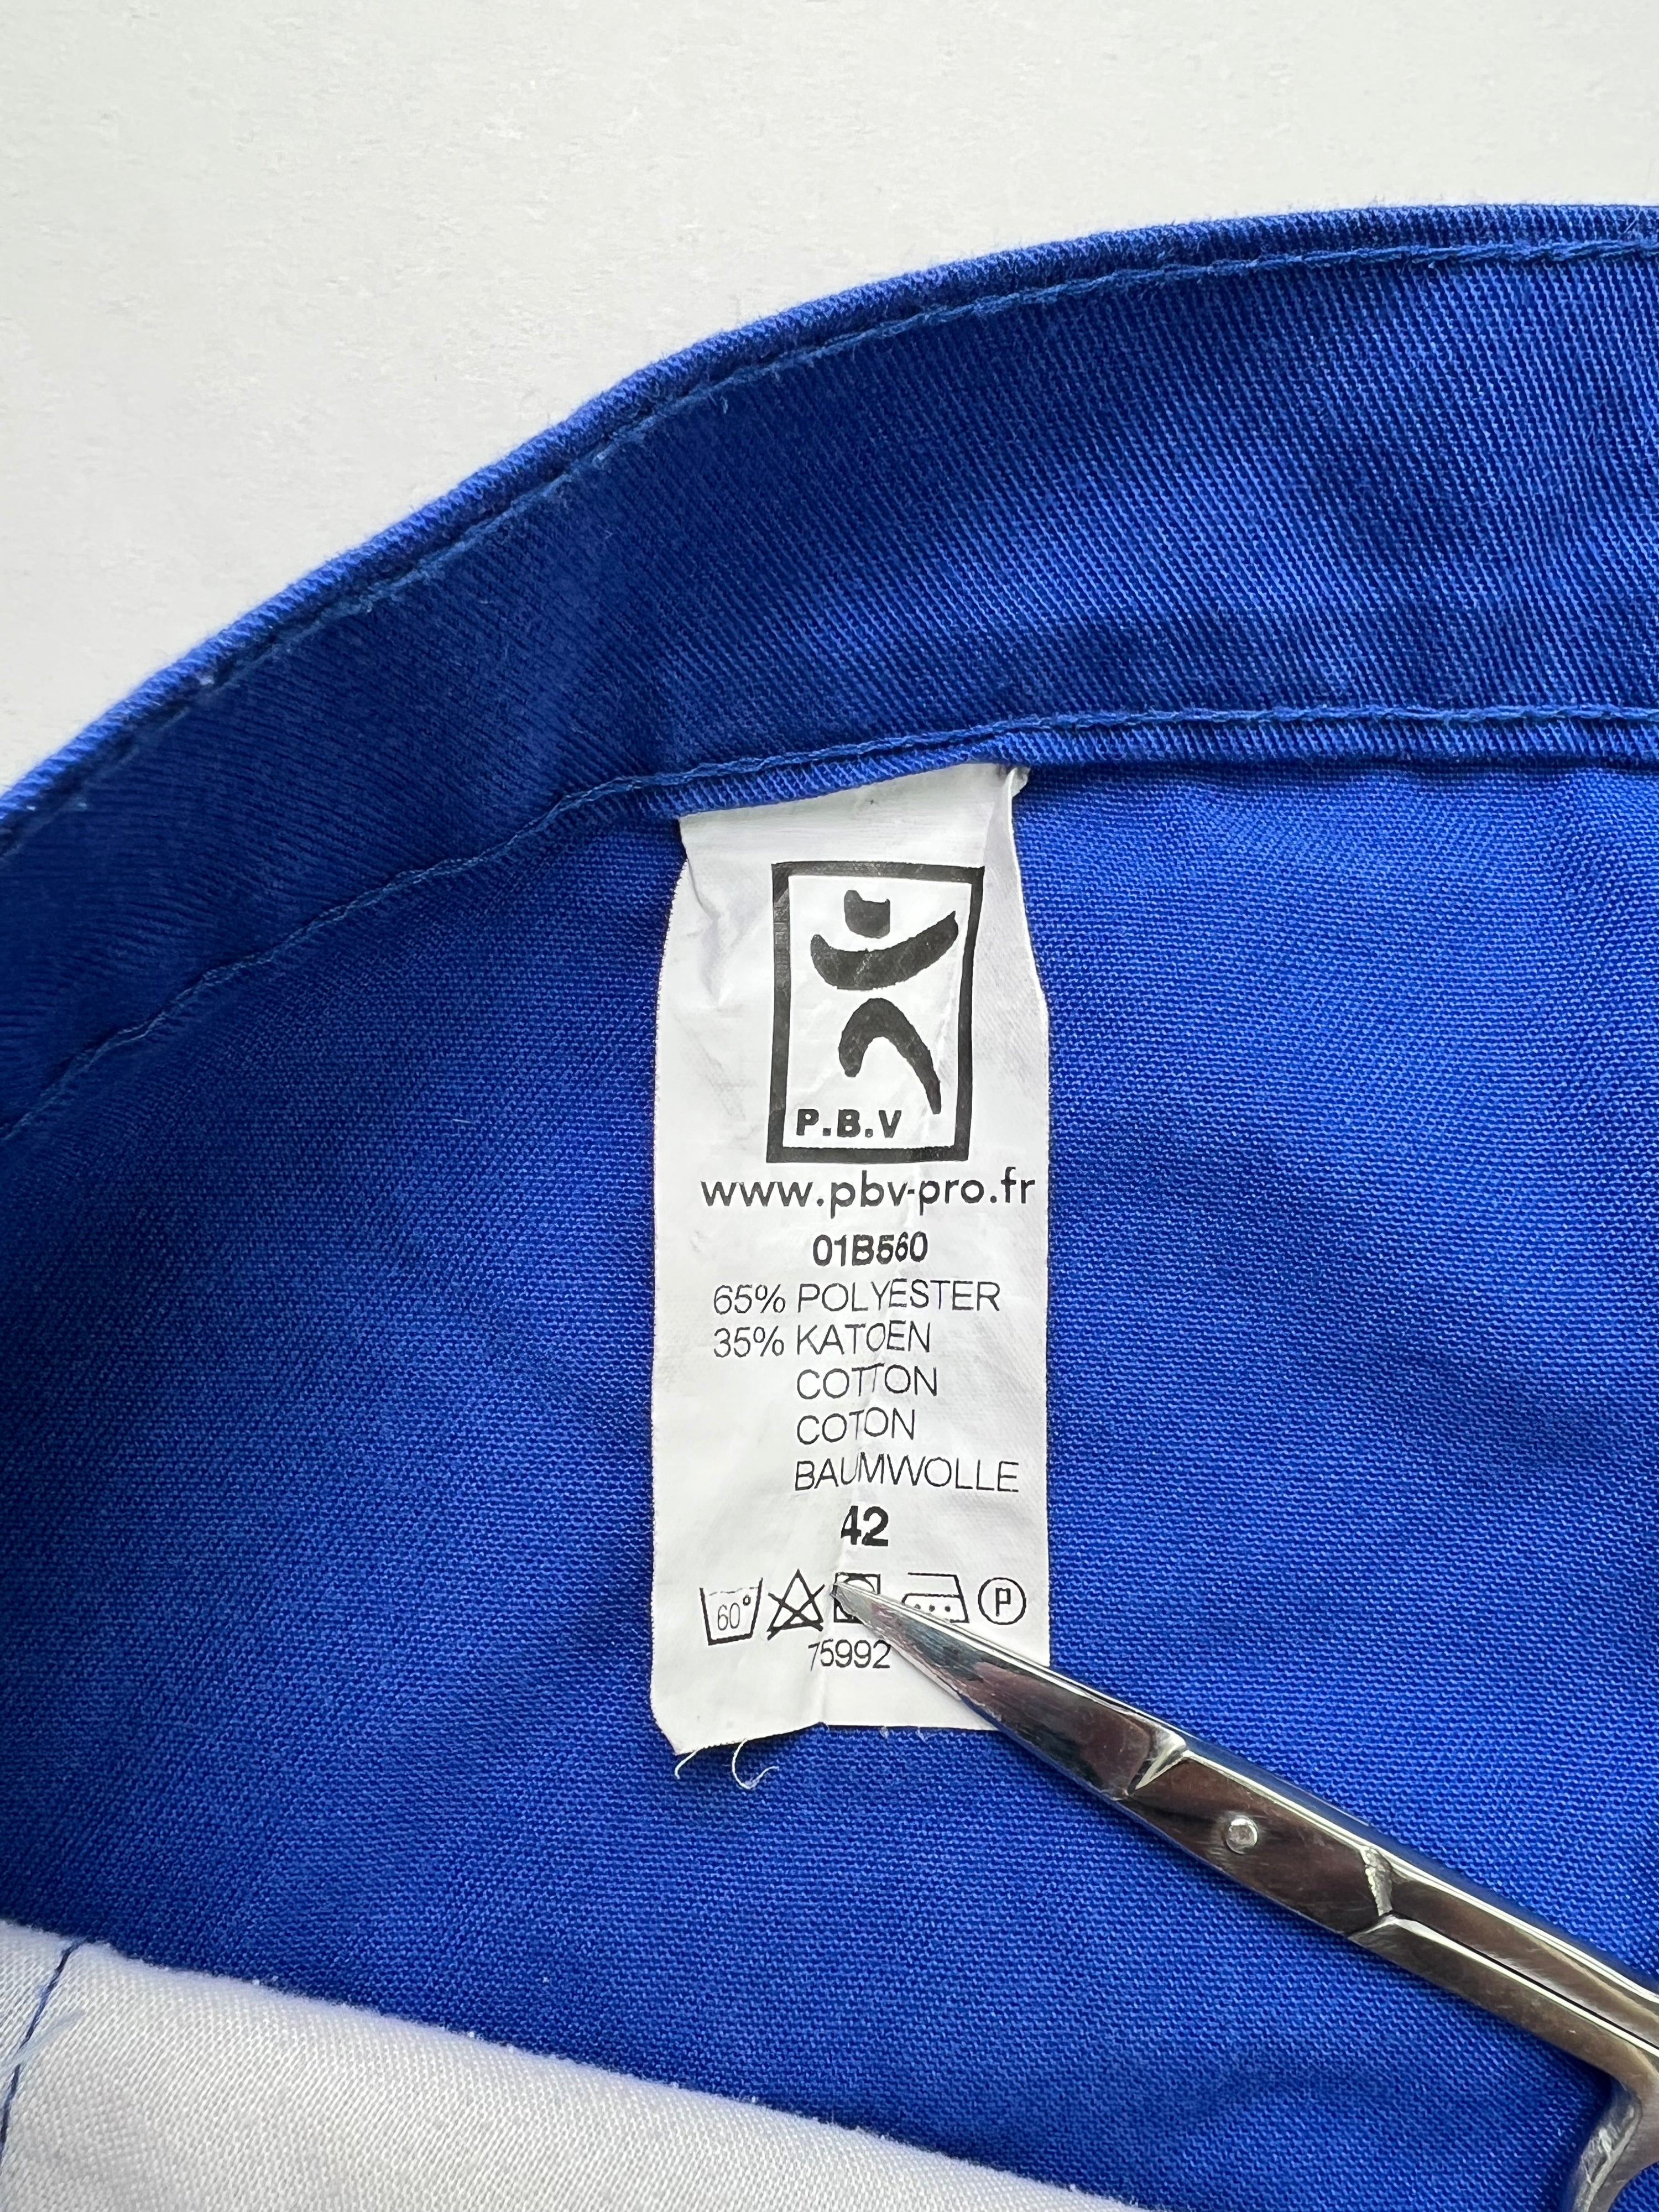 P.B.V
www.pbv-pro.fr
01B560
65% POLYESTER
35% KATOEN
COTTON
COTON
BAUMWOLLE
42
60° P
75992